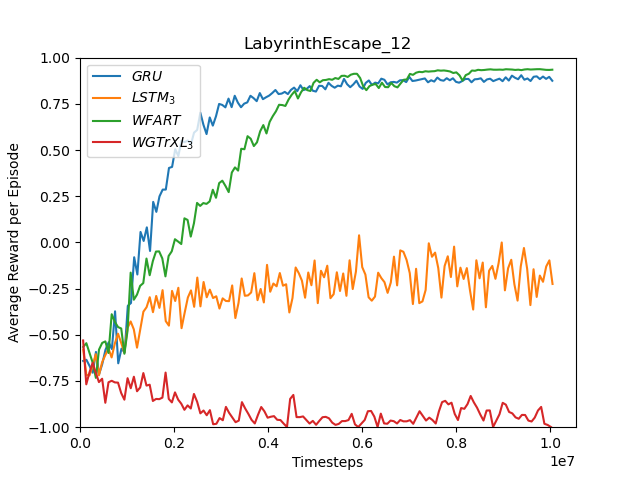 LabyrinthEscape_12
1.00
0.75
0.50
0.25
0.00
−0.25
−0.50
−0.75
−1.00
Average Reward per Episode
GRU
LSTM₃
WFART
WGTrXL₃
0.0 0.2 0.4 0.6 0.8 1.0
1e7
Timesteps